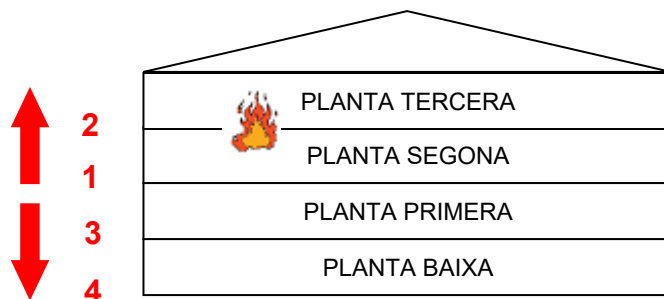 PLANTA TERCERA
2
PLANTA SEGONA
1
PLANTA PRIMERA
3
PLANTA BAIXA
4